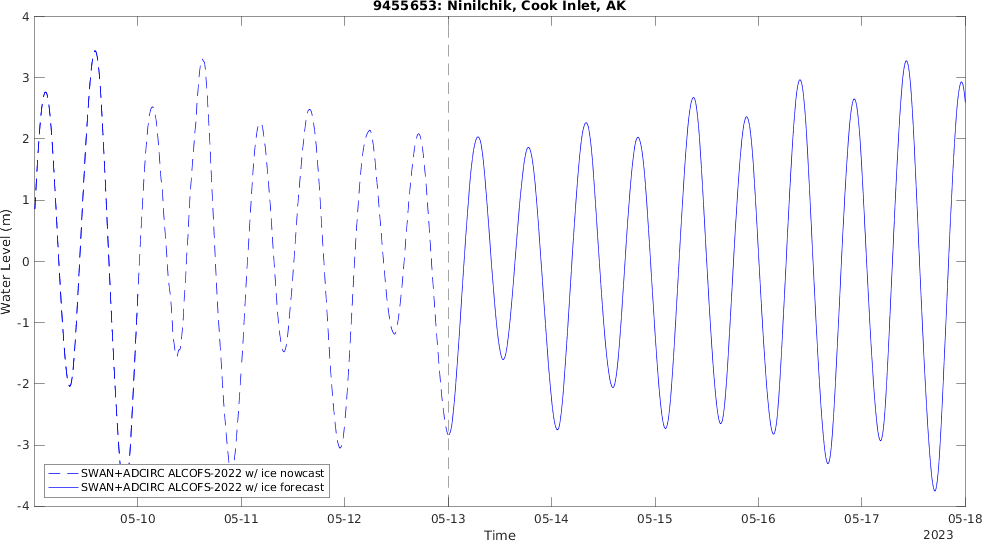 9455653: Ninilchik, Cook Inlet, AK
Water Level (m)
4
3
2
1
0
-1
-2
-3
-4
SWAN+ADCIRC ALCOFS-2022 w/ ice nowcast
SWAN+ADCIRC ALCOFS-2022 w/ ice forecast
05-10 05-11 05-12 05-13 05-14 05-15 05-16 05-17 05-18
Time
2023